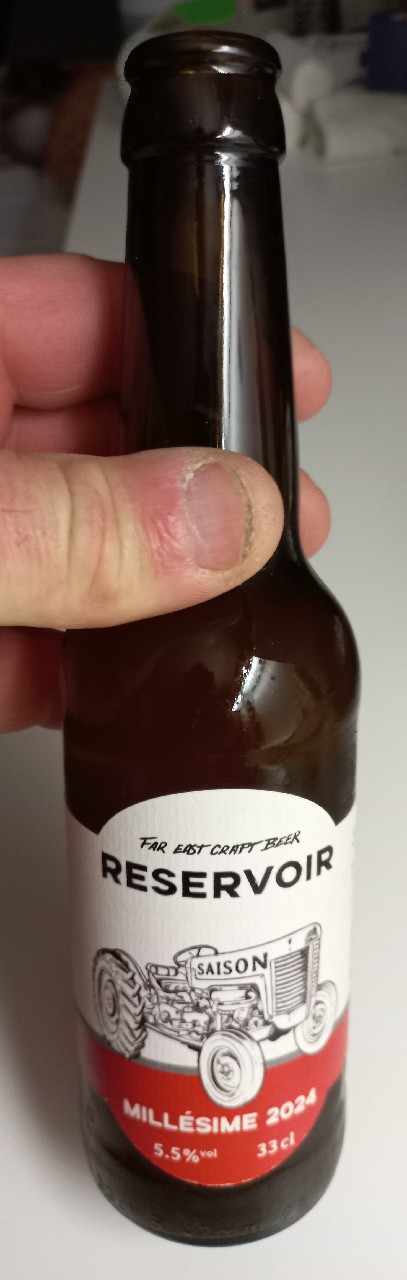 FAR EAST CRAFT BEER
RESERVOIR
SAISON
MILLÉSIME 2024
5.5%vol 33cl